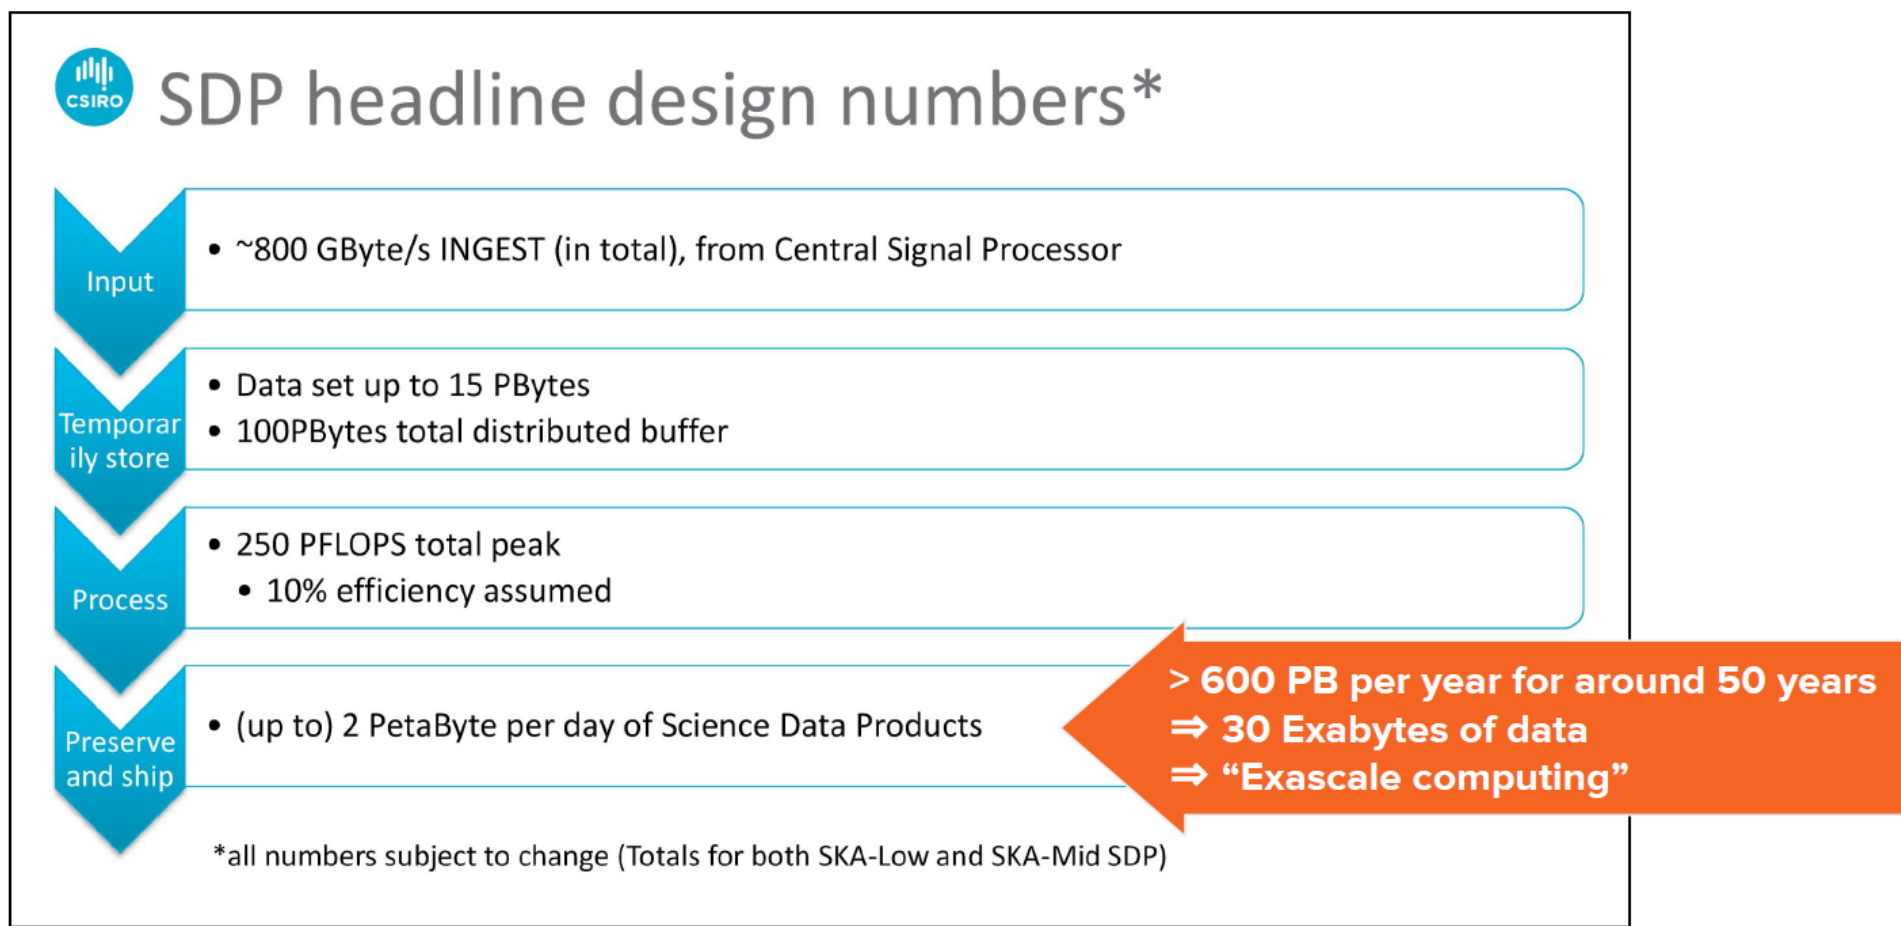 CSIRO
SDP headline design numbers*
Input
• ~800 GByte/s INGEST (in total), from Central Signal Processor
Temporar
ily store
• Data set up to 15 PBytes
• 100PBytes total distributed buffer
Process
• 250 PFLOPS total peak
• 10% efficiency assumed
Preserve
and ship
• (up to) 2 PetaByte per day of Science Data Products
> 600 PB per year for around 50 years
⇒ 30 Exabytes of data
⇒ “Exascale computing”
*all numbers subject to change (Totals for both SKA-Low and SKA-Mid SDP)